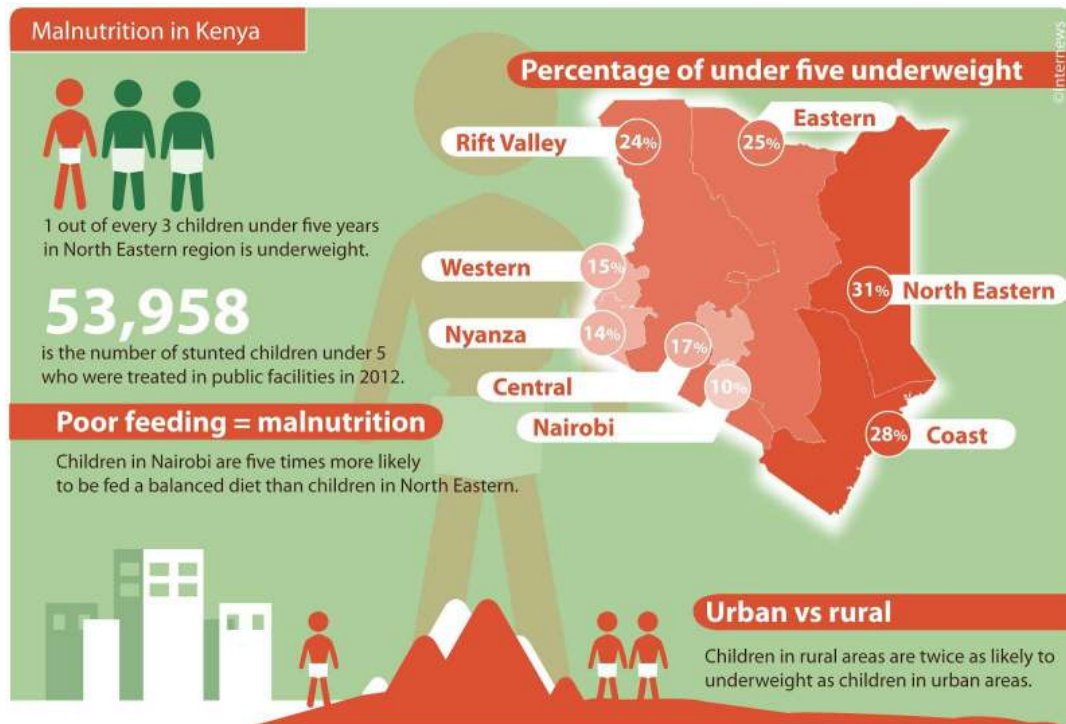 Malnutrition in Kenya
©Internews
1 out of every 3 children under five years
in North Eastern region is underweight.
53,958
is the number of stunted children under 5
who were treated in public facilities in 2012.
Poor feeding = malnutrition
Children in Nairobi are five times more likely
to be fed a balanced diet than children in North Eastern.
Percentage of under five underweight
Rift Valley 24%
25% Eastern
Western 15%
31% North Eastern
Nyanza 14%
Central 17%
Nairobi 10%
28% Coast
Urban vs rural
Children in rural areas are twice as likely to
underweight as children in urban areas.